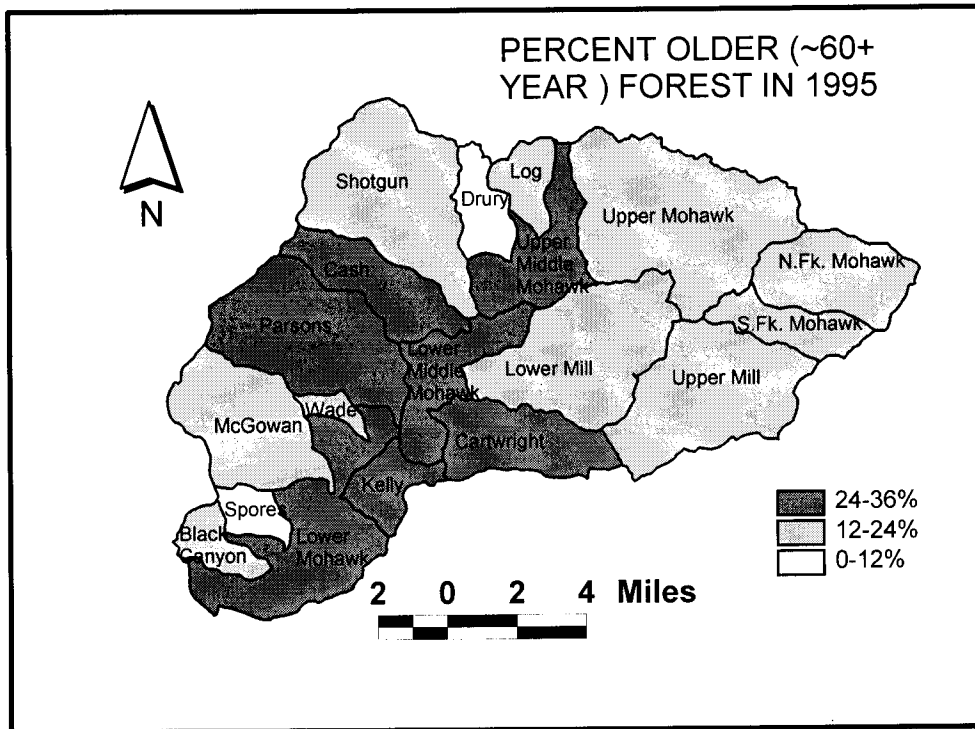 PERCENT OLDER (~60+
YEAR ) FOREST IN 1995
N
Shotgun
Drury
Log
Upper Mohawk
Upper
Middle
Mohawk
N.Fk. Mohawk
S.Fk. Mohawk
Cash
Parsons
Lower
Middle
Mohawk
Lower Mill
Upper Mill
Wade
McGowan
Cartwright
Kelly
Spores
Black
Canyon
Lower
Mohawk
24-36%
12-24%
0-12%
2 0 2 4 Miles